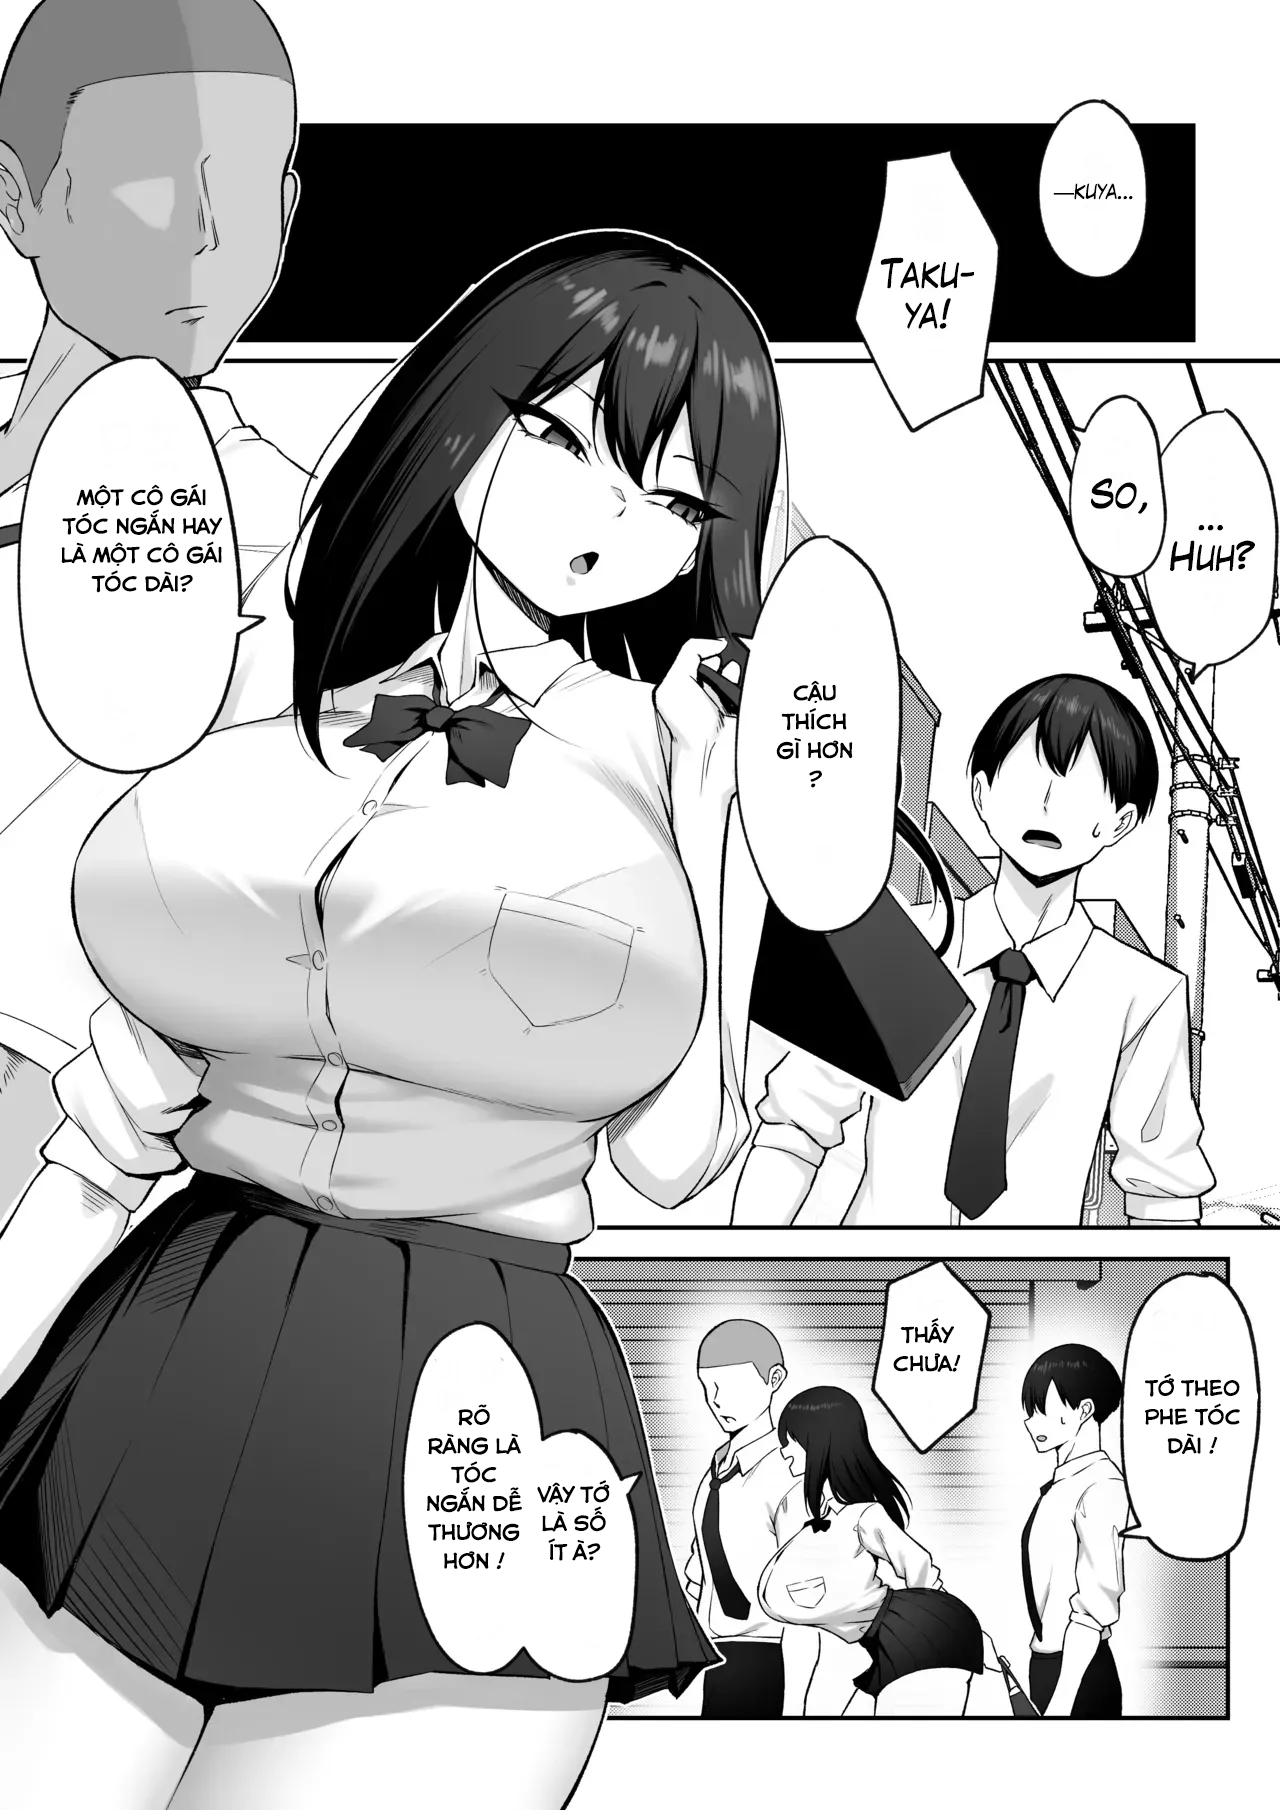 —KUYA...
TAKU-
YA!
...
HUH?
SO,
CẬU
THÍCH
GÌ HƠN
?
MỘT CÔ GÁI
TÓC NGẮN HAY
LÀ MỘT CÔ GÁI
TÓC DÀI?
TỚ THEO
PHE TÓC
DÀI !
THẤY
CHƯA!
VẬY TỚ
LÀ SỐ
ÍT À?
RÕ
RÀNG LÀ
TÓC
NGẮN DỄ
THƯƠNG
HƠN !